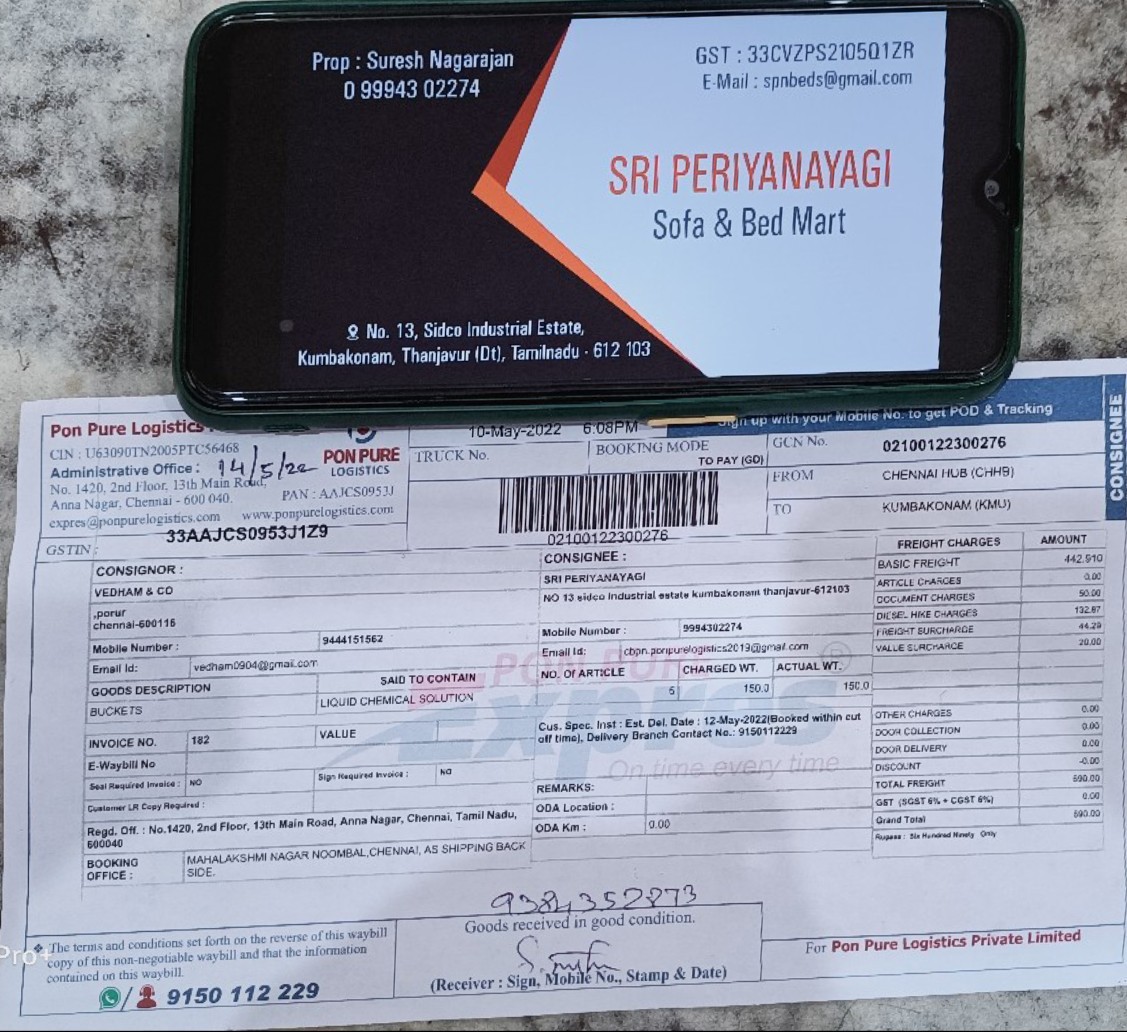 Prop : Suresh Nagarajan
0 99943 02274
GST : 33CVZPS2105Q1ZR
E-Mail : spnbeds@gmail.com
SRI PERIYANAYAGI
Sofa & Bed Mart
No. 13, Sidco Industrial Estate,
Kumbakonam, Thanjavur (Dt), Tamilnadu - 612 103
Pon Pure Logistics
CIN : U63090TN2005PTC56468
Administrative Office : 14/5/22
No. 1420, 2nd Floor, 13th Main Road,
Anna Nagar, Chennai - 600 040.
PAN : AAJCS0953J
expres@ponpurelogistics.com www.ponpurelogistics.com
GSTIN : 33AAJCS0953J1Z9
PON PURE
LOGISTICS
10-May-2022 6:08PM
Sign up with your Mobile No. to get POD & Tracking
CONSIGNEE
TRUCK No.
BOOKING MODE
TO PAY (GD)
GCN No. 02100122300276
FROM CHENNAI HUB (CHHB)
TO KUMBAKONAM (KMU)
02100122300276
CONSIGNOR :
VEDHAM & CO
,porur
chennai-600116
Mobile Number : 9444151562
Email Id: vedham0904@gmail.com
GOODS DESCRIPTION SAID TO CONTAIN
BUCKETS LIQUID CHEMICAL SOLUTION
INVOICE NO. 182 VALUE
E-Waybill No
Seal Required Invoice : NO Sign Required Invoice : NO
Customer LR Copy Required :
Regd. Off. : No.1420, 2nd Floor, 13th Main Road, Anna Nagar, Chennai, Tamil Nadu,
600040
BOOKING OFFICE : MAHALAKSHMI NAGAR NOOMBAL,CHENNAI, AS SHIPPING BACK
SIDE.
CONSIGNEE :
SRI PERIYANAYAGI
NO 13 sidco industrial estate kumbakonam thanjavur-612103
Mobile Number : 9994302274
Email Id: cbpn.ponpurelogistics2019@gmail.com
NO. OF ARTICLE CHARGED WT. ACTUAL WT.
5 150.0 150.0
Cus. Spec. Inst : Est. Del. Date : 12-May-2022(Booked within cut
off time), Delivery Branch Contact No.: 9150112229
PON PURE
Expres ®
On time every time
REMARKS:
ODA Location :
ODA Km : 0.00
FREIGHT CHARGES AMOUNT
BASIC FREIGHT 442.910
ARTICLE CHARGES 0.00
DOCUMENT CHARGES 50.00
DIESEL HIKE CHARGES 132.87
FREIGHT SURCHARGE 44.29
VALUE SURCHARGE 20.00
OTHER CHARGES 0.00
DOOR COLLECTION 0.00
DOOR DELIVERY 0.00
DISCOUNT -0.00
TOTAL FREIGHT 690.00
GST (SGST 6% + CGST 6%) 0.00
Grand Total 690.00
Rupees : Six Hundred Ninety Only
9384352873
Goods received in good condition.
(Receiver : Sign, Mobile No., Stamp & Date)
The terms and conditions set forth on the reverse of this waybill
copy of this non-negotiable waybill and that the information
contained on this waybill.
9150 112 229
For Pon Pure Logistics Private Limited
Pro+